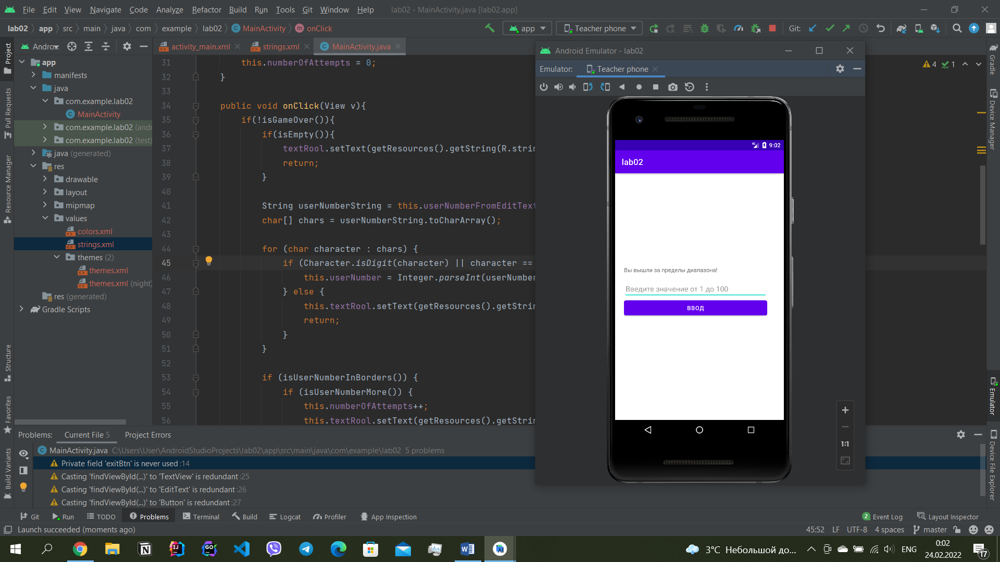 File Edit View Navigate Code Analyze Refactor Build Run Tools Git Window Help lab02 - MainActivity.java [lab02.app]
lab02 app src main java com example lab02 MainActivity onClick app Teacher phone Git:
Project
Pull Requests
Resource Manager
Structure
Favorites
Build Variants
app
manifests
java
com.example.lab02
MainActivity
com.example.lab02 (andr
com.example.lab02 (test)
java (generated)
res
drawable
layout
mipmap
values
colors.xml
strings.xml
themes (2)
themes.xml
themes.xml (night)
res (generated)
Gradle Scripts
activity_main.xml strings.xml MainActivity.java
31 this.numberOfAttempts = 0;
32 }
33
34 public void onClick(View v){
35 if(!isGameOver()){
36 if(isEmpty()){
37 textRool.setText(getResources().getString(R.strin
38 return;
39 }
40
41 String userNumberString = this.userNumberFromEditText
42 char[] chars = userNumberString.toCharArray();
43
44 for (char character : chars) {
45 if (Character.isDigit(character) || character ==
46 this.userNumber = Integer.parseInt(userNumber
47 } else {
48 this.textRool.setText(getResources().getStrin
49 return;
50 }
51 }
52
53 if (isUserNumberInBorders()) {
54 if (isUserNumberMore()) {
55 this.numberOfAttempts++;
56 this.textRool.setText(getResources().getStrin
4 1
Android Emulator - lab02
Emulator: Teacher phone
4G 9:02
lab02
Вы вышли за пределы диапазона!
Введите значение от 1 до 100
ВВОД
1:1
Gradle
Device Manager
Emulator
Device File Explorer
Problems: Current File 5 Project Errors
MainActivity.java C:\Users\User\AndroidStudioProjects\lab02\app\src\main\java\com\example\lab02 5 problems
Private field 'exitBtn' is never used :14
Casting 'findViewById(...)' to 'TextView' is redundant :25
Casting 'findViewById(...)' to 'EditText' is redundant :26
Casting 'findViewById(...)' to 'Button' is redundant :27
Git Run TODO Problems Terminal Build Logcat Profiler App Inspection 2 Event Log Layout Inspector
Launch succeeded (moments ago) 45:52 LF UTF-8 4 spaces master
3°C Небольшой до... ENG 0:02
24.02.2022
17